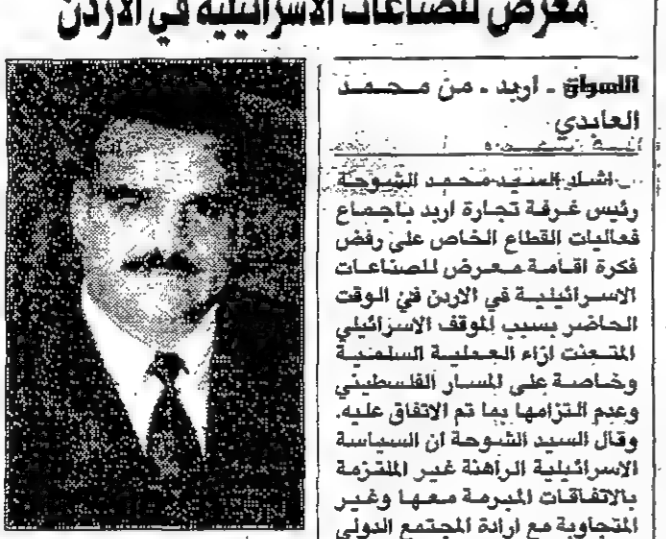 معرض للصناعات الاسرائيلية في الاردن
الاسواق - اربد - من محمد
العابدي
اشاد السيد محمد الشوحة
رئيس غرفة تجارة اربد باجماع
فعاليات القطاع الخاص على رفض
فكرة اقامة معرض للصناعات
الاسرائيلية في الاردن في الوقت
الحاضر بسبب الموقف الاسرائيلي
المتعنت ازاء العملية السلمية
وخاصة على المسار الفلسطيني
وعدم التزامها بما تم الاتفاق عليه.
وقال السيد الشوحة ان السياسة
الاسرائيلية الراهنة غير الملتزمة
بالاتفاقات المبرمة معها وغير
المتجاوبة مع ارادة المجتمع الدولي